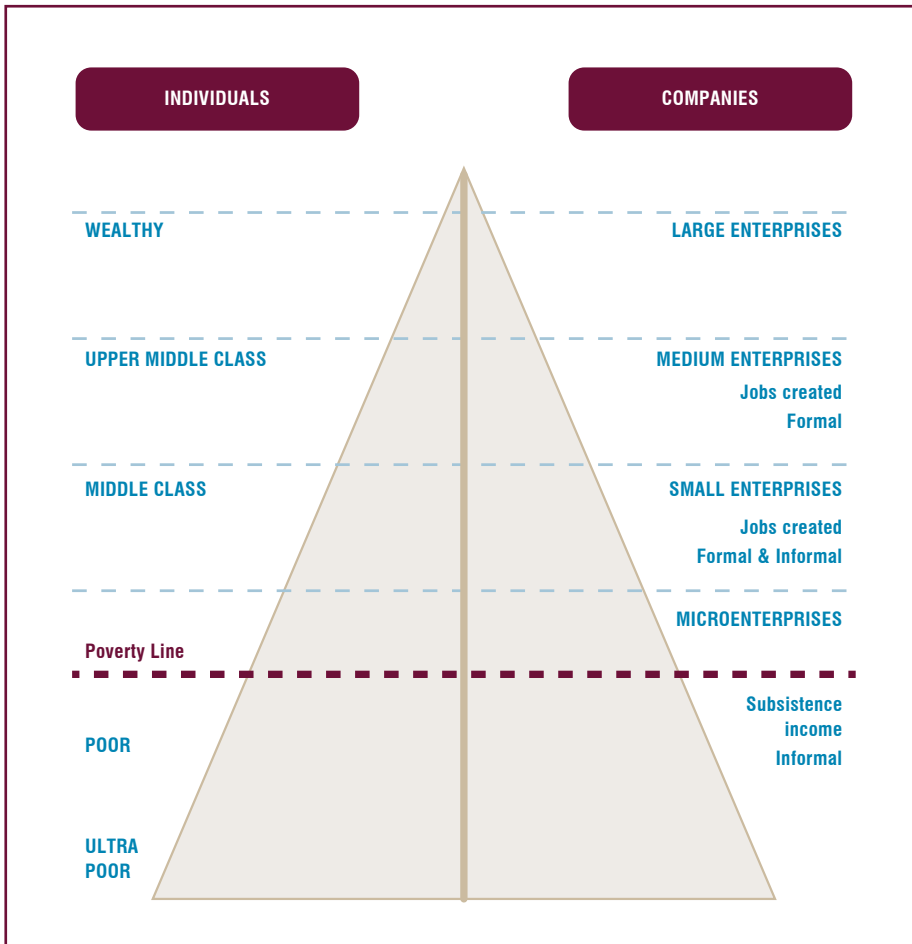 INDIVIDUALS
COMPANIES
WEALTHY
LARGE ENTERPRISES
UPPER MIDDLE CLASS
MEDIUM ENTERPRISES
Jobs created
Formal
MIDDLE CLASS
SMALL ENTERPRISES
Jobs created
Formal & Informal
MICROENTERPRISES
Poverty Line
Subsistence
income
Informal
POOR
ULTRA
POOR